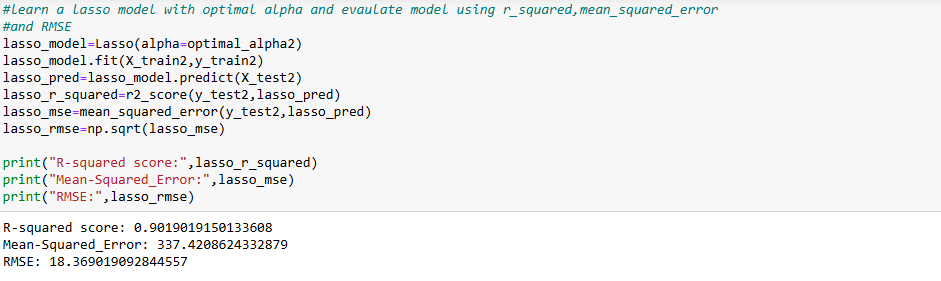 #learn a lasso model with optimal alpha and evaulate model using r_squared,mean_squared_error
#and RMSE
lasso_model=Lasso(alpha=optimal_alpha2)
lasso_model.fit(X_train2,y_train2)
lasso_pred=lasso_model.predict(X_test2)
lasso_r_squared=r2_score(y_test2,lasso_pred)
lasso_mse=mean_squared_error(y_test2,lasso_pred)
lasso_rmse=np.sqrt(lasso_mse)
print("R-squared score:",lasso_r_squared)
print("Mean-Squared_Error:",lasso_mse)
print("RMSE:",lasso_rmse)
R-squared score: 0.9019019150133608
Mean-Squared_Error: 337.4208624332879
RMSE: 18.369019092844557